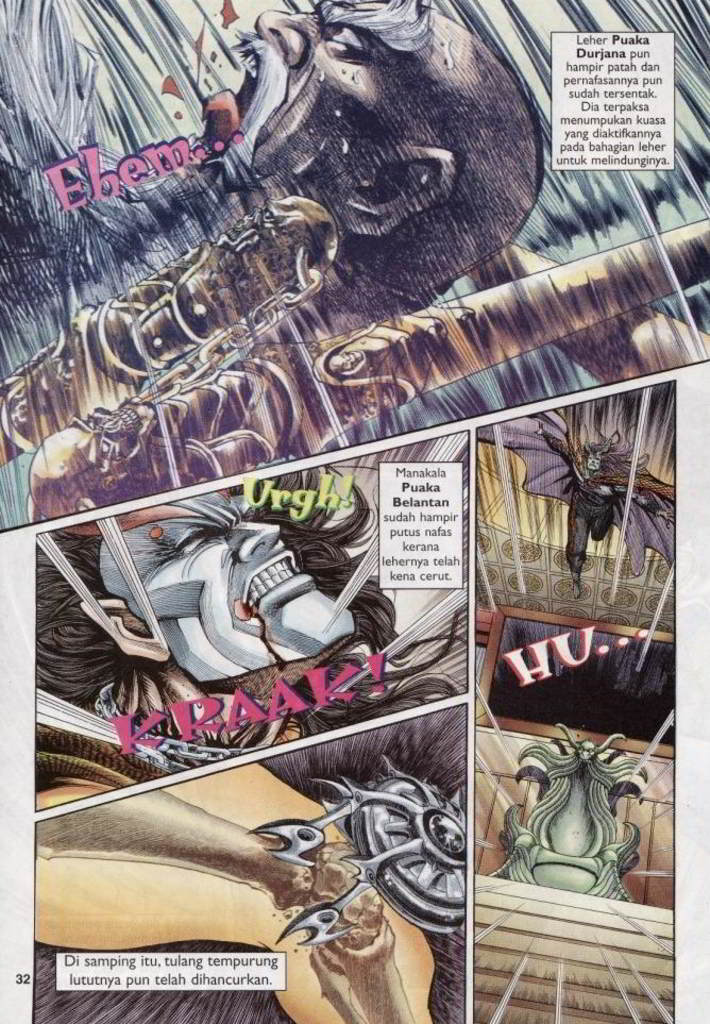 Leher Puaka
Durjana pun
hampir patah dan
pernafasannya pun
sudah tersentak.
Dia terpaksa
menumpukan kuasa
yang diaktifkannya
pada bahagian leher
untuk melindunginya.
Ehem...
Urgh!
Manakala
Puaka
Belantan
sudah hampir
putus nafas
kerana
lehernya telah
kena cerut.
KRAAK!
HU...
Di samping itu, tulang tempurung
lututnya pun telah dihancurkan.
32